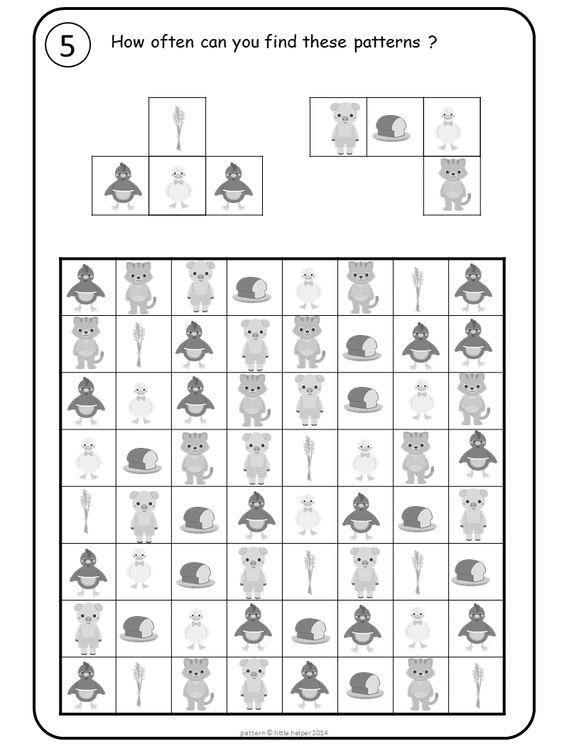 5
How often can you find these patterns ?
pattern © little helper 2014